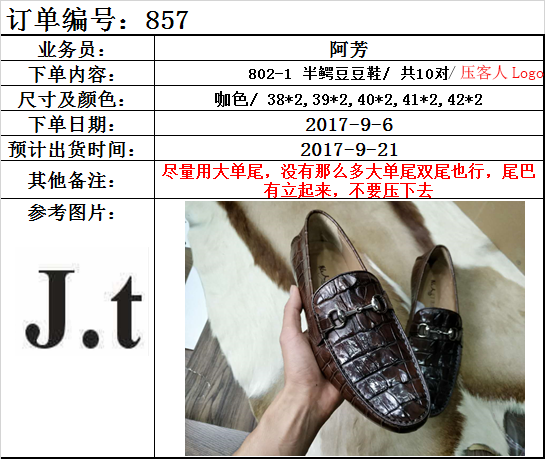 订单编号：857
业务员： 阿芳
下单内容： 802-1 半鳄豆豆鞋/ 共10对/ 压客人Logo
尺寸及颜色： 咖色/ 38*2,39*2,40*2,41*2,42*2
下单日期： 2017-9-6
预计出货时间： 2017-9-21
其他备注： 尽量用大单尾，没有那么多大单尾双尾也行，尾巴
有立起来，不要压下去
参考图片：
J.t